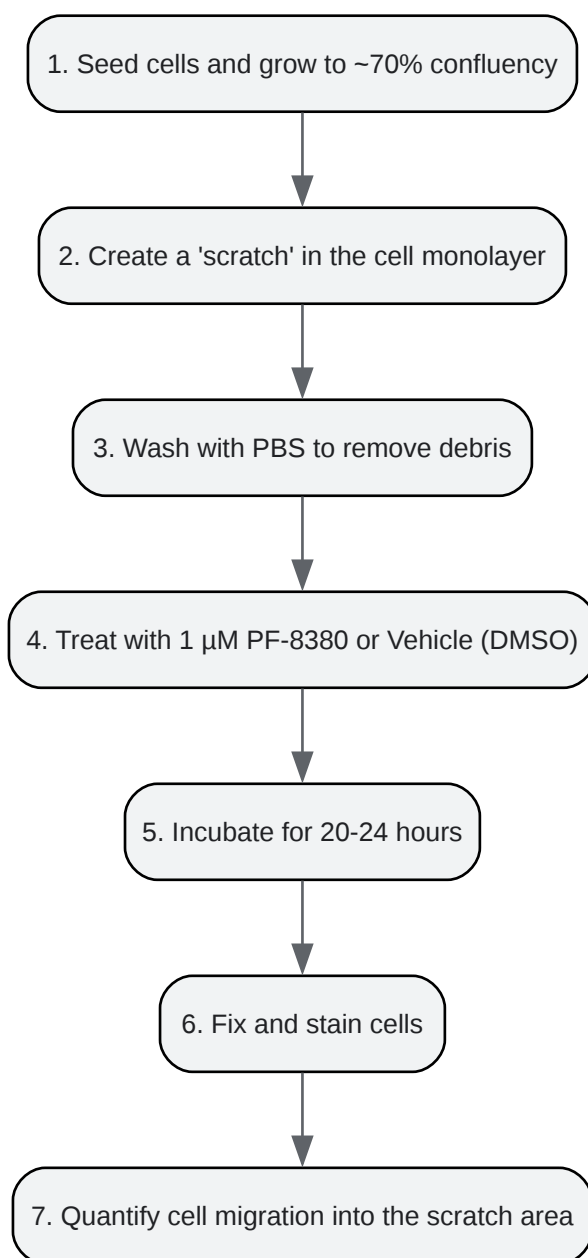 1. Seed cells and grow to ~70% confluency
2. Create a 'scratch' in the cell monolayer
3. Wash with PBS to remove debris
4. Treat with 1 µM PF-8380 or Vehicle (DMSO)
5. Incubate for 20-24 hours
6. Fix and stain cells
7. Quantify cell migration into the scratch area